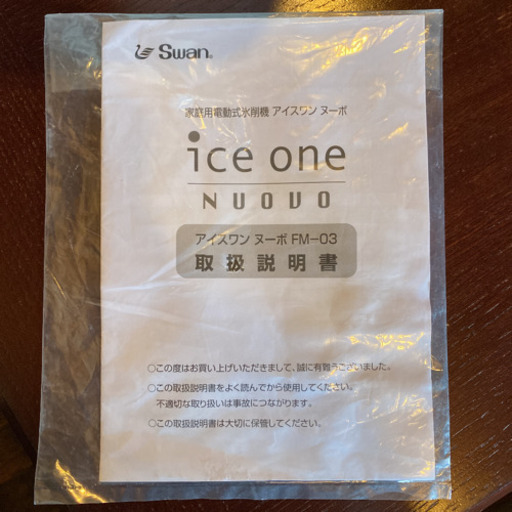 Swan®
家庭用電動式氷削機 アイスワン ヌーボ
ice one
NUOVO
アイスワン ヌーボ FM-03
取扱説明書
○この度はお買い上げいただきまして、誠に有難うございました。
○この取扱説明書をよく読んでから使用してください。
不適切な取り扱いは事故につながります。
○この取扱説明書は大切に保管してください。